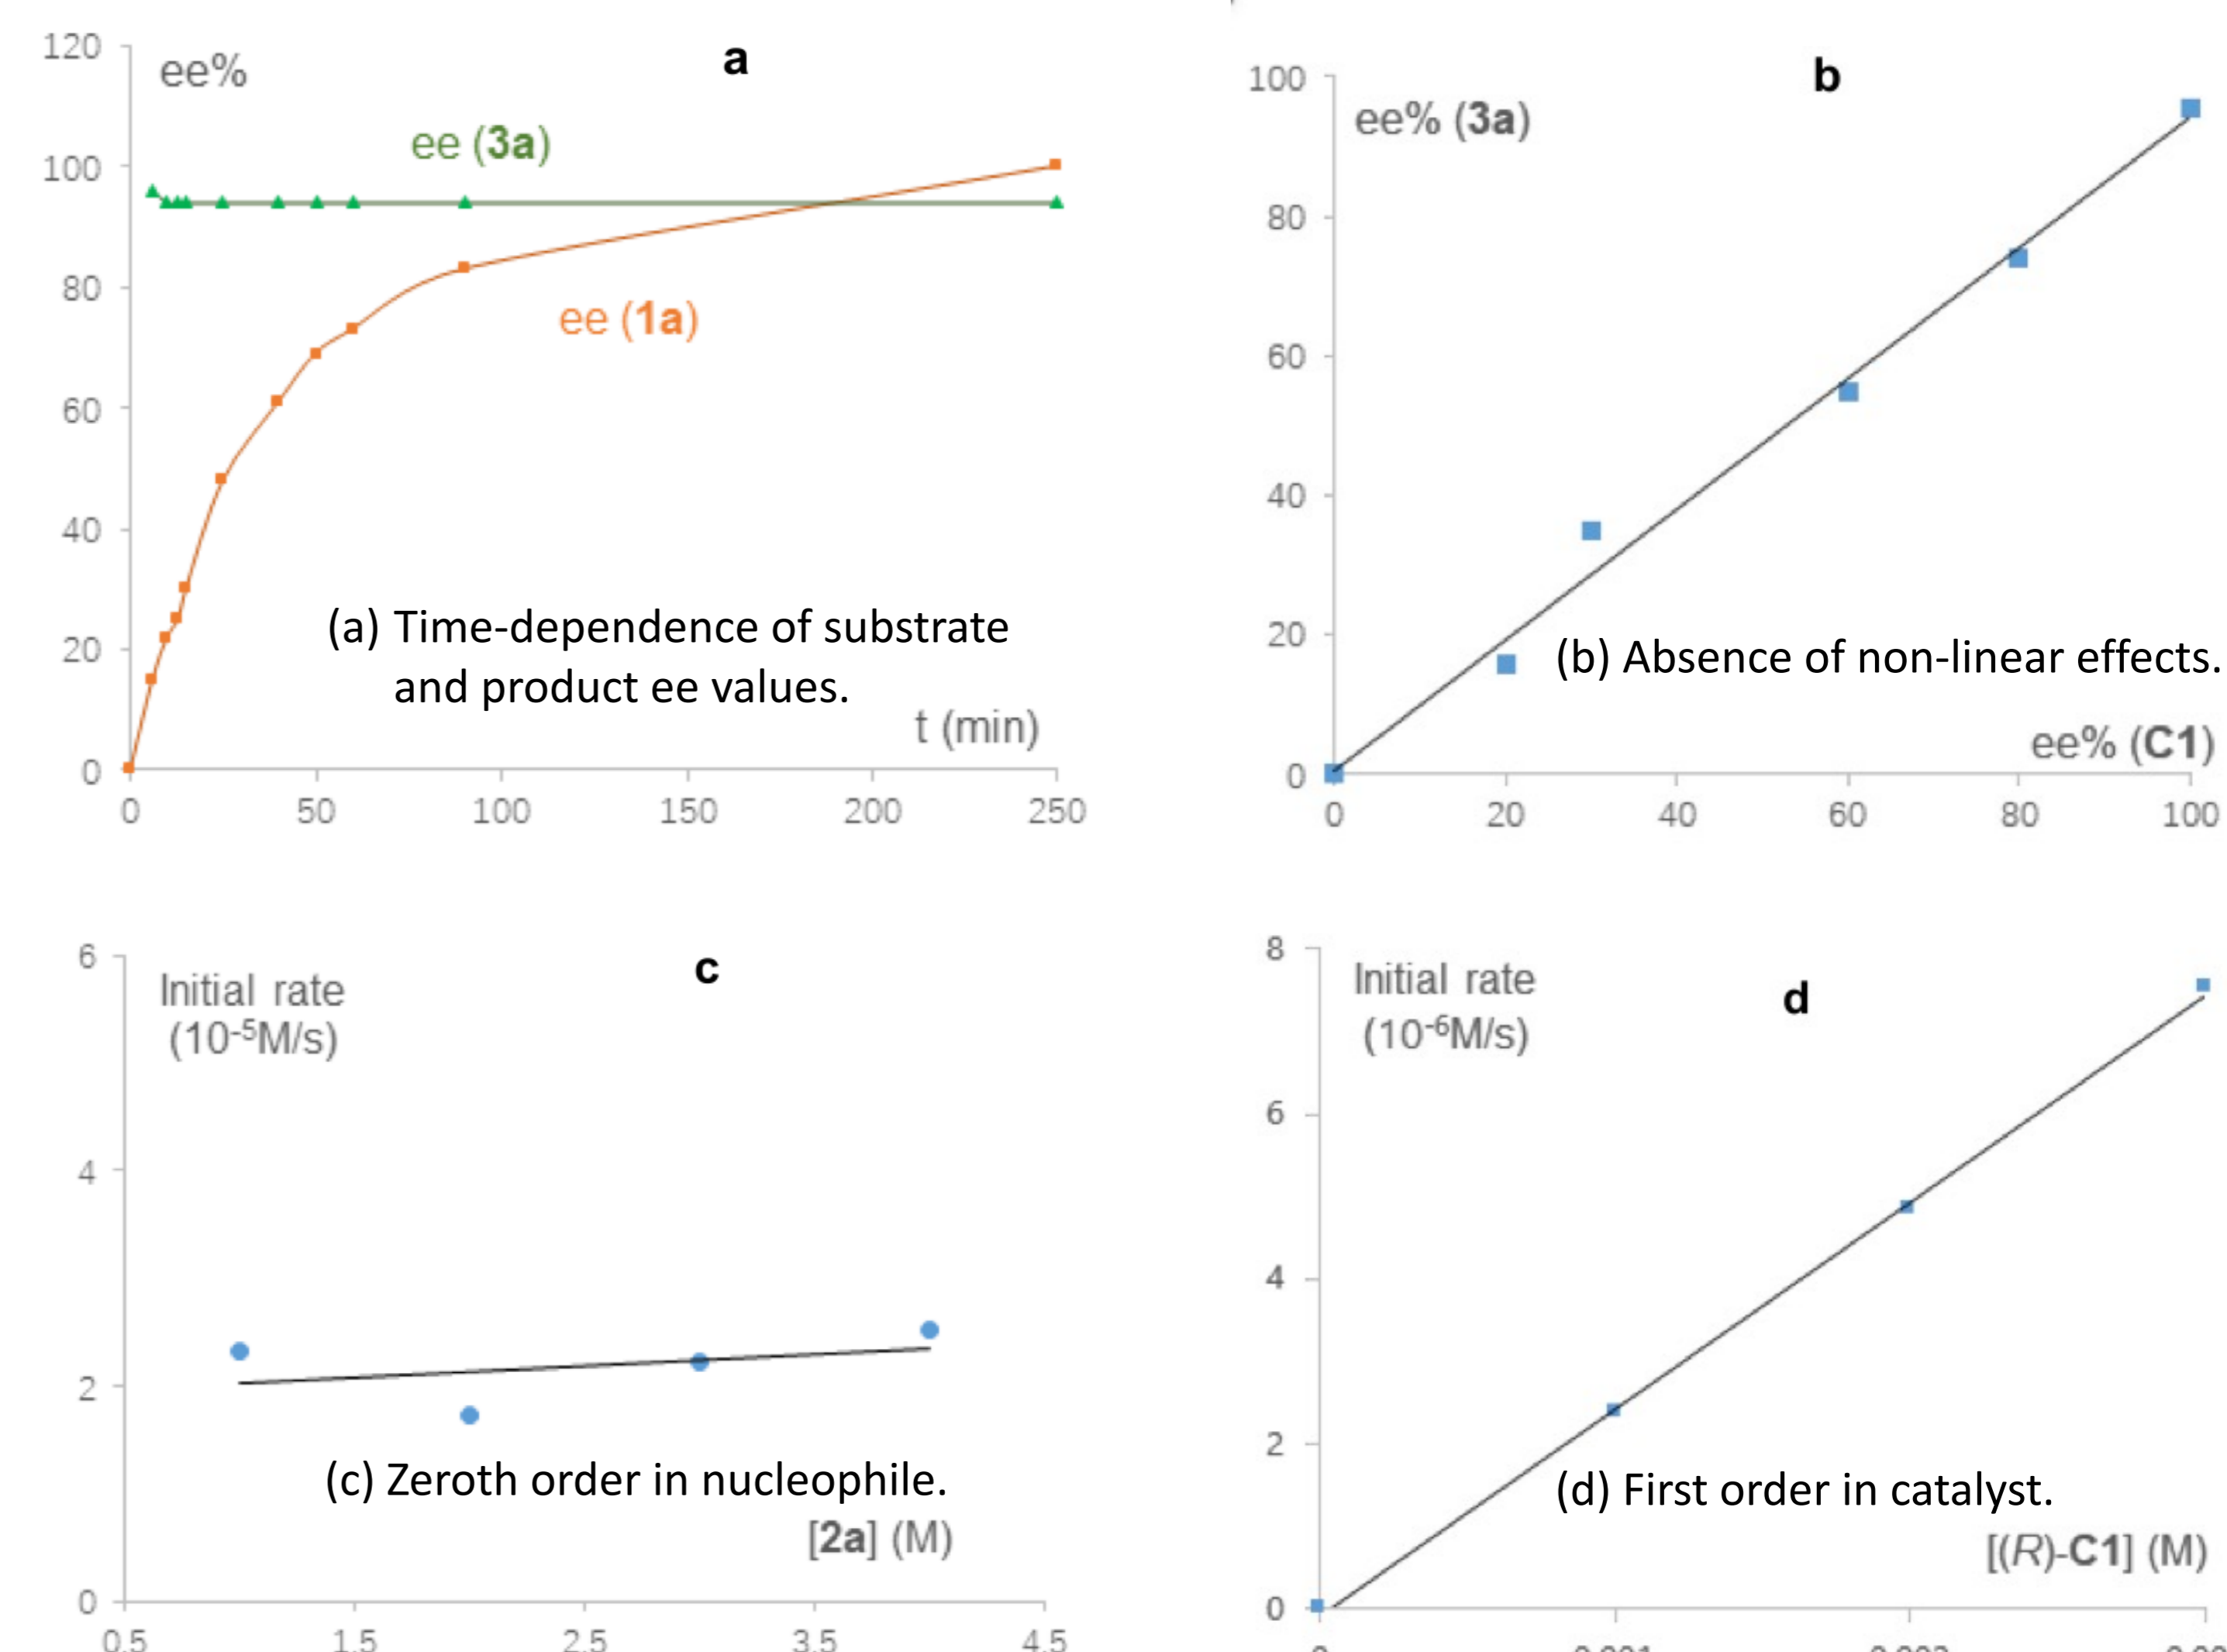 a
ee%
120
100
80
60
40
20
0
ee (3a)
ee (1a)
(a) Time-dependence of substrate
and product ee values.
t (min)
0 50 100 150 200 250
b
ee% (3a)
100
80
60
40
20
0
(b) Absence of non-linear effects.
ee% (C1)
0 20 40 60 80 100
c
Initial rate
(10-5M/s)
6
4
2
0
(c) Zeroth order in nucleophile.
[2a] (M)
0.5 1.5 2.5 3.5 4.5
d
Initial rate
(10-6M/s)
8
6
4
2
0
(d) First order in catalyst.
[(R)-C1] (M)
0